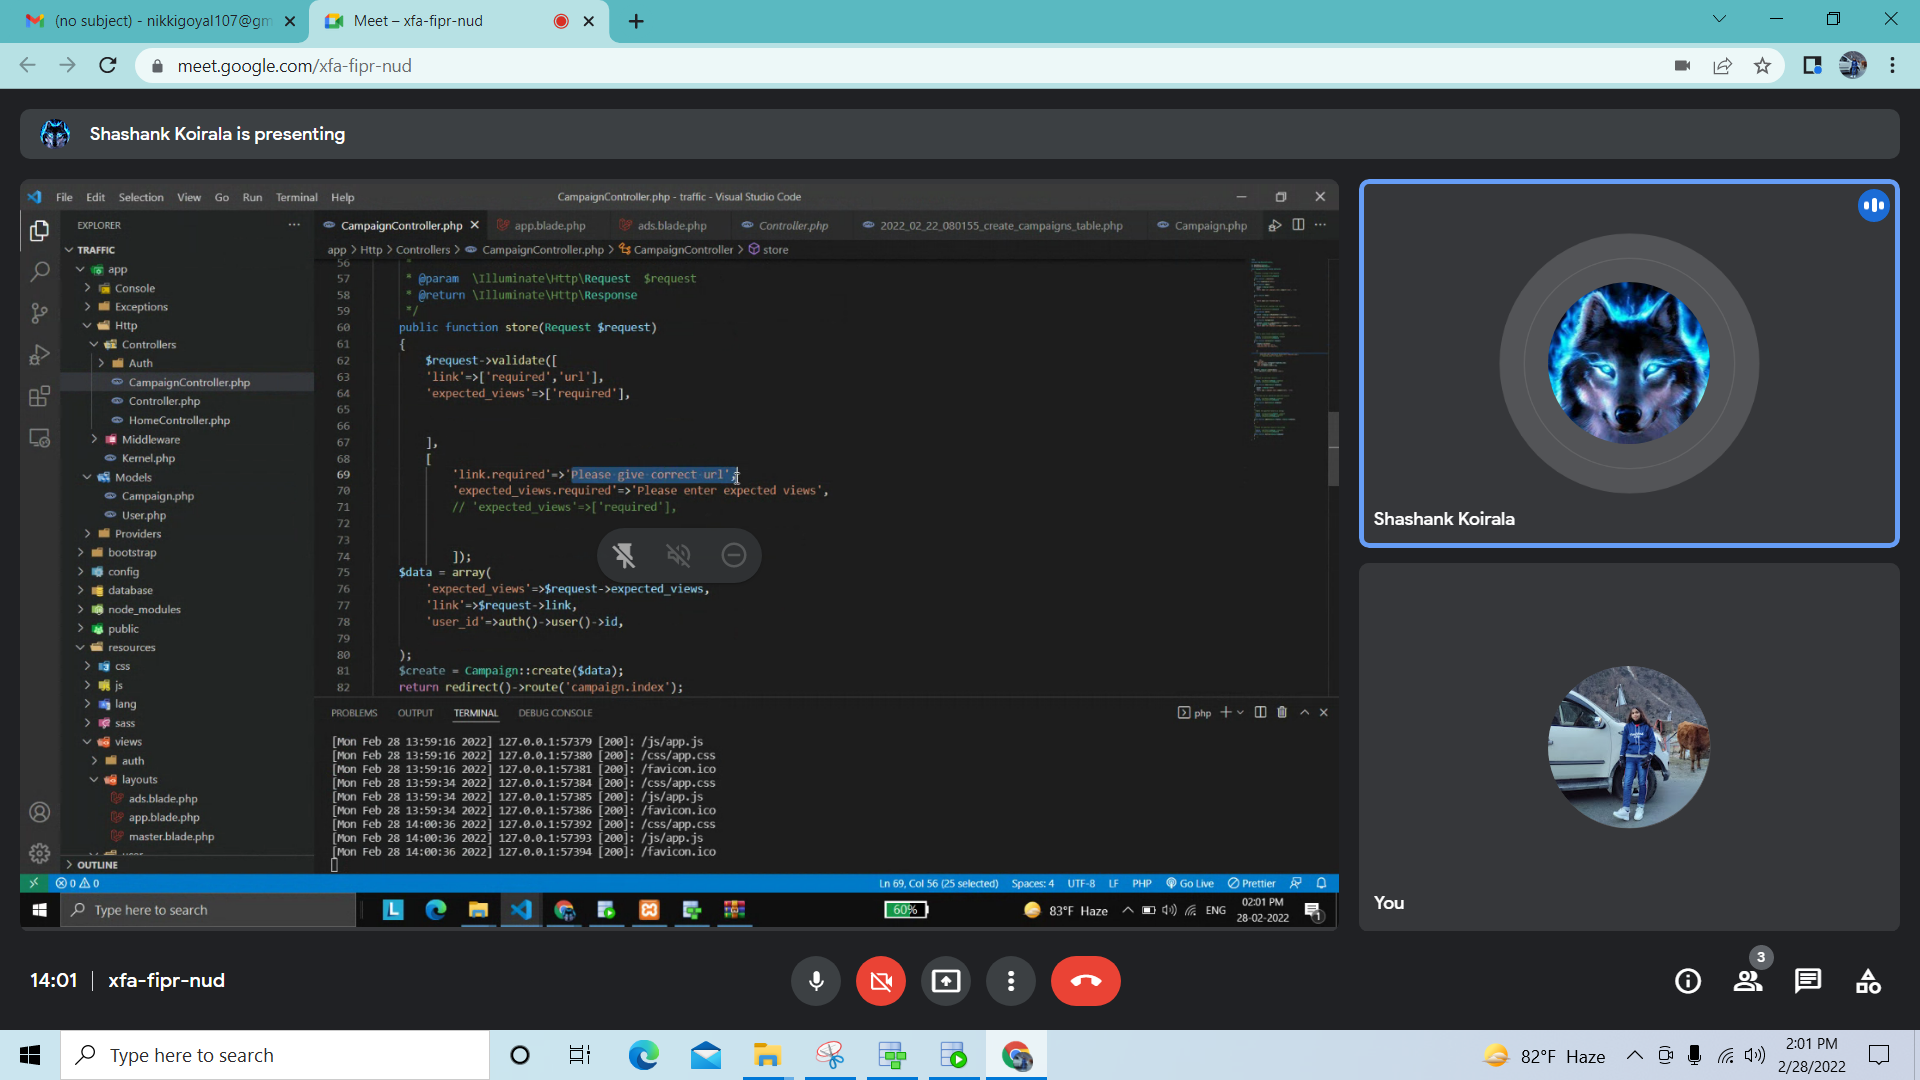 (no subject) - nikkigoyal107@gm
Meet – xfa-fipr-nud
meet.google.com/xfa-fipr-nud
Shashank Koirala is presenting
File Edit Selection View Go Run Terminal Help
CampaignController.php - traffic - Visual Studio Code
EXPLORER
CampaignController.php
app.blade.php
ads.blade.php
Controller.php
2022_02_22_080155_create_campaigns_table.php
Campaign.php
app > Http > Controllers > CampaignController.php > CampaignController > store
TRAFFIC
app
Console
Exceptions
Http
Controllers
Auth
CampaignController.php
Controller.php
HomeController.php
Middleware
Kernel.php
Models
Campaign.php
User.php
Providers
bootstrap
config
database
node_modules
public
resources
css
js
lang
sass
views
auth
layouts
ads.blade.php
app.blade.php
master.blade.php
OUTLINE
56 *
57 * @param \Illuminate\Http\Request $request
58 * @return \Illuminate\Http\Response
59 */
60 public function store(Request $request)
61 {
62 $request->validate([
63 'link'=>['required','url'],
64 'expected_views'=>['required'],
65
66
67 ],
68 [
69 'link.required'=>'Please give correct url',
70 'expected_views.required'=>'Please enter expected views',
71 // 'expected_views'=>['required'],
72
73
74 ]);
75 $data = array(
76 'expected_views'=>$request->expected_views,
77 'link'=>$request->link,
78 'user_id'=>auth()->user()->id,
79
80 );
81 $create = Campaign::create($data);
82 return redirect()->route('campaign.index');
PROBLEMS OUTPUT TERMINAL DEBUG CONSOLE
php
[Mon Feb 28 13:59:16 2022] 127.0.0.1:57379 [200]: /js/app.js
[Mon Feb 28 13:59:16 2022] 127.0.0.1:57380 [200]: /css/app.css
[Mon Feb 28 13:59:16 2022] 127.0.0.1:57381 [200]: /favicon.ico
[Mon Feb 28 13:59:34 2022] 127.0.0.1:57384 [200]: /css/app.css
[Mon Feb 28 13:59:34 2022] 127.0.0.1:57385 [200]: /js/app.js
[Mon Feb 28 13:59:34 2022] 127.0.0.1:57386 [200]: /favicon.ico
[Mon Feb 28 14:00:36 2022] 127.0.0.1:57392 [200]: /css/app.css
[Mon Feb 28 14:00:36 2022] 127.0.0.1:57393 [200]: /js/app.js
[Mon Feb 28 14:00:36 2022] 127.0.0.1:57394 [200]: /favicon.ico
0 0
Ln 69, Col 56 (25 selected) Spaces: 4 UTF-8 LF PHP Go Live Prettier
Type here to search
L
60%
83°F Haze
ENG
02:01 PM
28-02-2022
1
Shashank Koirala
You
14:01 | xfa-fipr-nud
3
Type here to search
82°F Haze
2:01 PM
2/28/2022